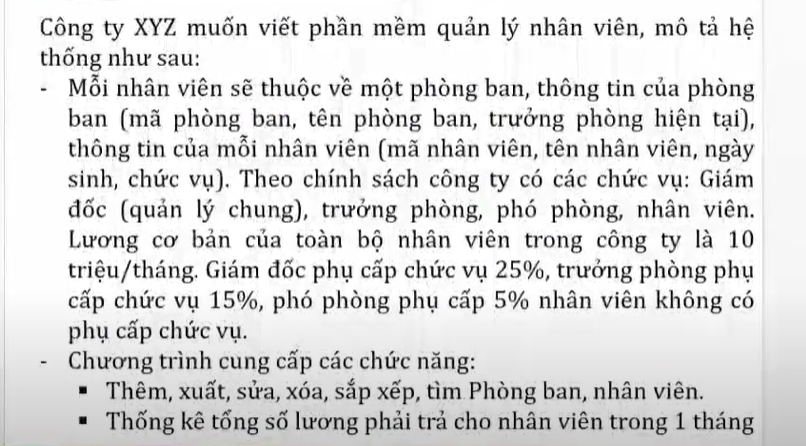 Công ty XYZ muốn viết phần mềm quản lý nhân viên, mô tả hệ
thống như sau:
- Mỗi nhân viên sẽ thuộc về một phòng ban, thông tin của phòng
ban (mã phòng ban, tên phòng ban, trưởng phòng hiện tại),
thông tin của mỗi nhân viên (mã nhân viên, tên nhân viên, ngày
sinh, chức vụ). Theo chính sách công ty có các chức vụ: Giám
đốc (quản lý chung), trưởng phòng, phó phòng, nhân viên.
Lương cơ bản của toàn bộ nhân viên trong công ty là 10
triệu/tháng. Giám đốc phụ cấp chức vụ 25%, trưởng phòng phụ
cấp chức vụ 15%, phó phòng phụ cấp 5% nhân viên không có
phụ cấp chức vụ.
- Chương trình cung cấp các chức năng:
▪ Thêm, xuất, sửa, xóa, sắp xếp, tìm Phòng ban, nhân viên.
▪ Thống kê tổng số lương phải trả cho nhân viên trong 1 tháng